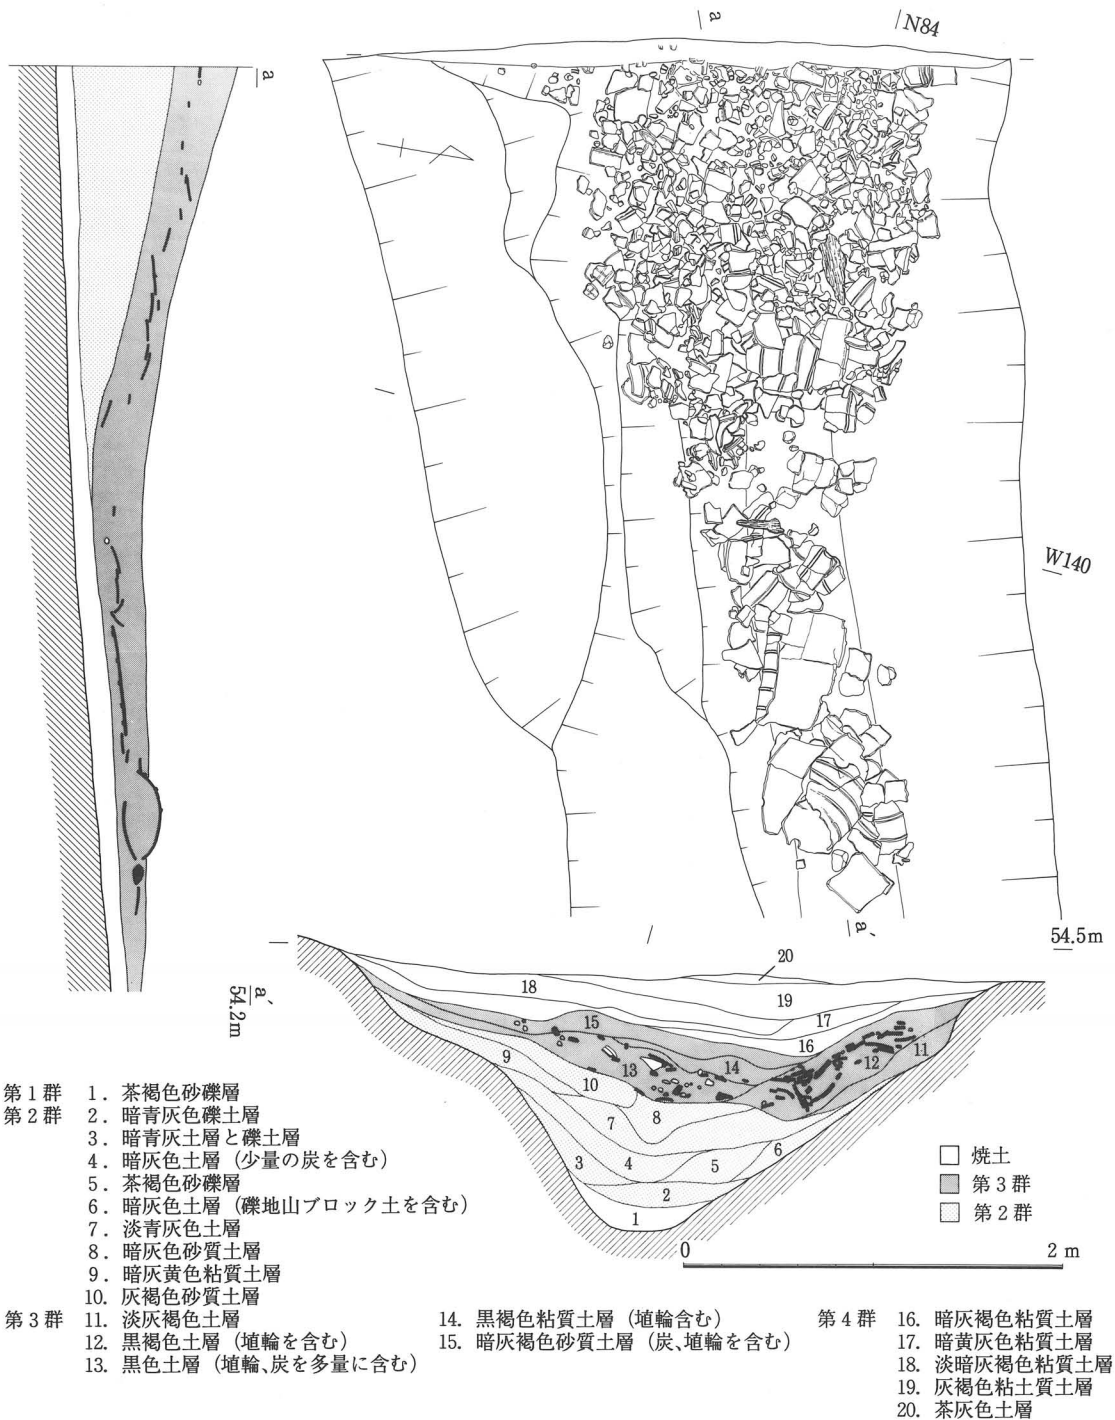 a
N84
a
W140
a´
54.5m
a´
54.2m
20
18
19
17
15
16
14
13
12
11
9
10
8
7
6
3
4
5
2
1
第1群 1. 茶褐色砂礫層
第2群 2. 暗青灰色礫土層
3. 暗青灰土層と礫土層
4. 暗灰色土層（少量の炭を含む）
5. 茶褐色砂礫層
6. 暗灰色土層（礫地山ブロック土を含む）
7. 淡青灰色土層
8. 暗灰色砂質土層
9. 暗灰黄色粘質土層
10. 灰褐色砂質土層
第3群 11. 淡灰褐色土層
12. 黒褐色土層（埴輪を含む）
13. 黒色土層（埴輪、炭を多量に含む）
14. 黒褐色粘質土層（埴輪含む）
15. 暗灰褐色砂質土層（炭、埴輪を含む）
第4群 16. 暗灰褐色粘質土層
17. 暗黄灰色粘質土層
18. 淡暗灰褐色粘質土層
19. 灰褐色粘土質土層
20. 茶灰色土層
焼土
第3群
第2群
0 2 m